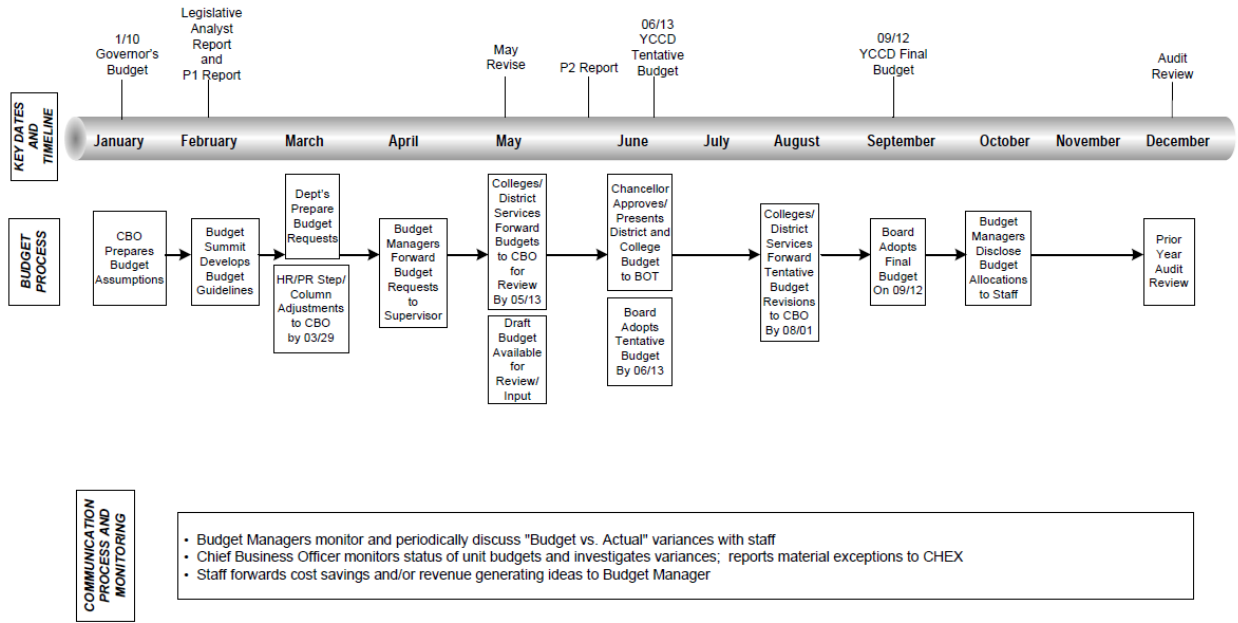 1/10
Governor's
Budget
Legislative
Analyst
Report
and
P1 Report
May
Revise
P2 Report
06/13
YCCD
Tentative
Budget
09/12
YCCD Final
Budget
Audit
Review
KEY DATES
AND
TIMELINE
January
February
March
April
May
June
July
August
September
October
November
December
BUDGET
PROCESS
CBO
Prepares
Budget
Assumptions
Budget
Summit
Develops
Budget
Guidelines
Dept's
Prepare
Budget
Requests
HR/PR Step/
Column
Adjustments
to CBO
by 03/29
Budget
Managers
Forward
Budget
Requests
to
Supervisor
Colleges/
District
Services
Forward
Budgets
to CBO
for
Review
By 05/13
Draft
Budget
Available
for
Review/
Input
Chancellor
Approves/
Presents
District and
College
Budget
to BOT
Board
Adopts
Tentative
Budget
By 06/13
Colleges/
District
Services
Forward
Tentative
Budget
Revisions
to CBO
By 08/01
Board
Adopts
Final
Budget
On 09/12
Budget
Managers
Disclose
Budget
Allocations
to Staff
Prior
Year
Audit
Review
COMMUNICATION
PROCESS AND
MONITORING
• Budget Managers monitor and periodically discuss "Budget vs. Actual" variances with staff
• Chief Business Officer monitors status of unit budgets and investigates variances; reports material exceptions to CHEX
• Staff forwards cost savings and/or revenue generating ideas to Budget Manager